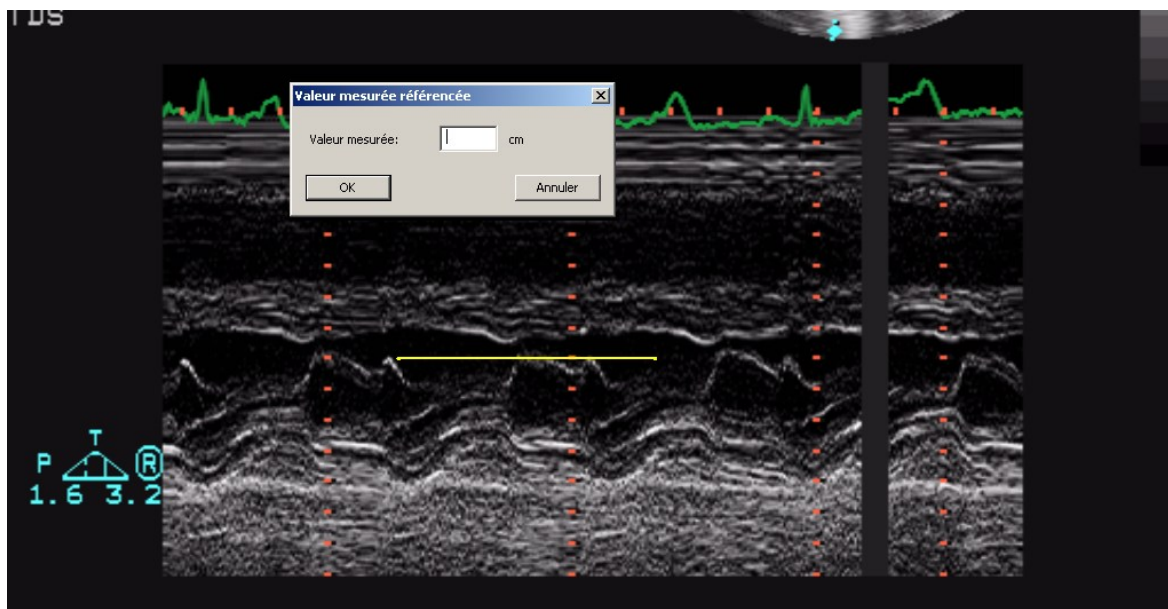 TDS
Valeur mesurée référencée
Valeur mesurée:
cm
OK
Annuler
T
P
R
1.6 3.2